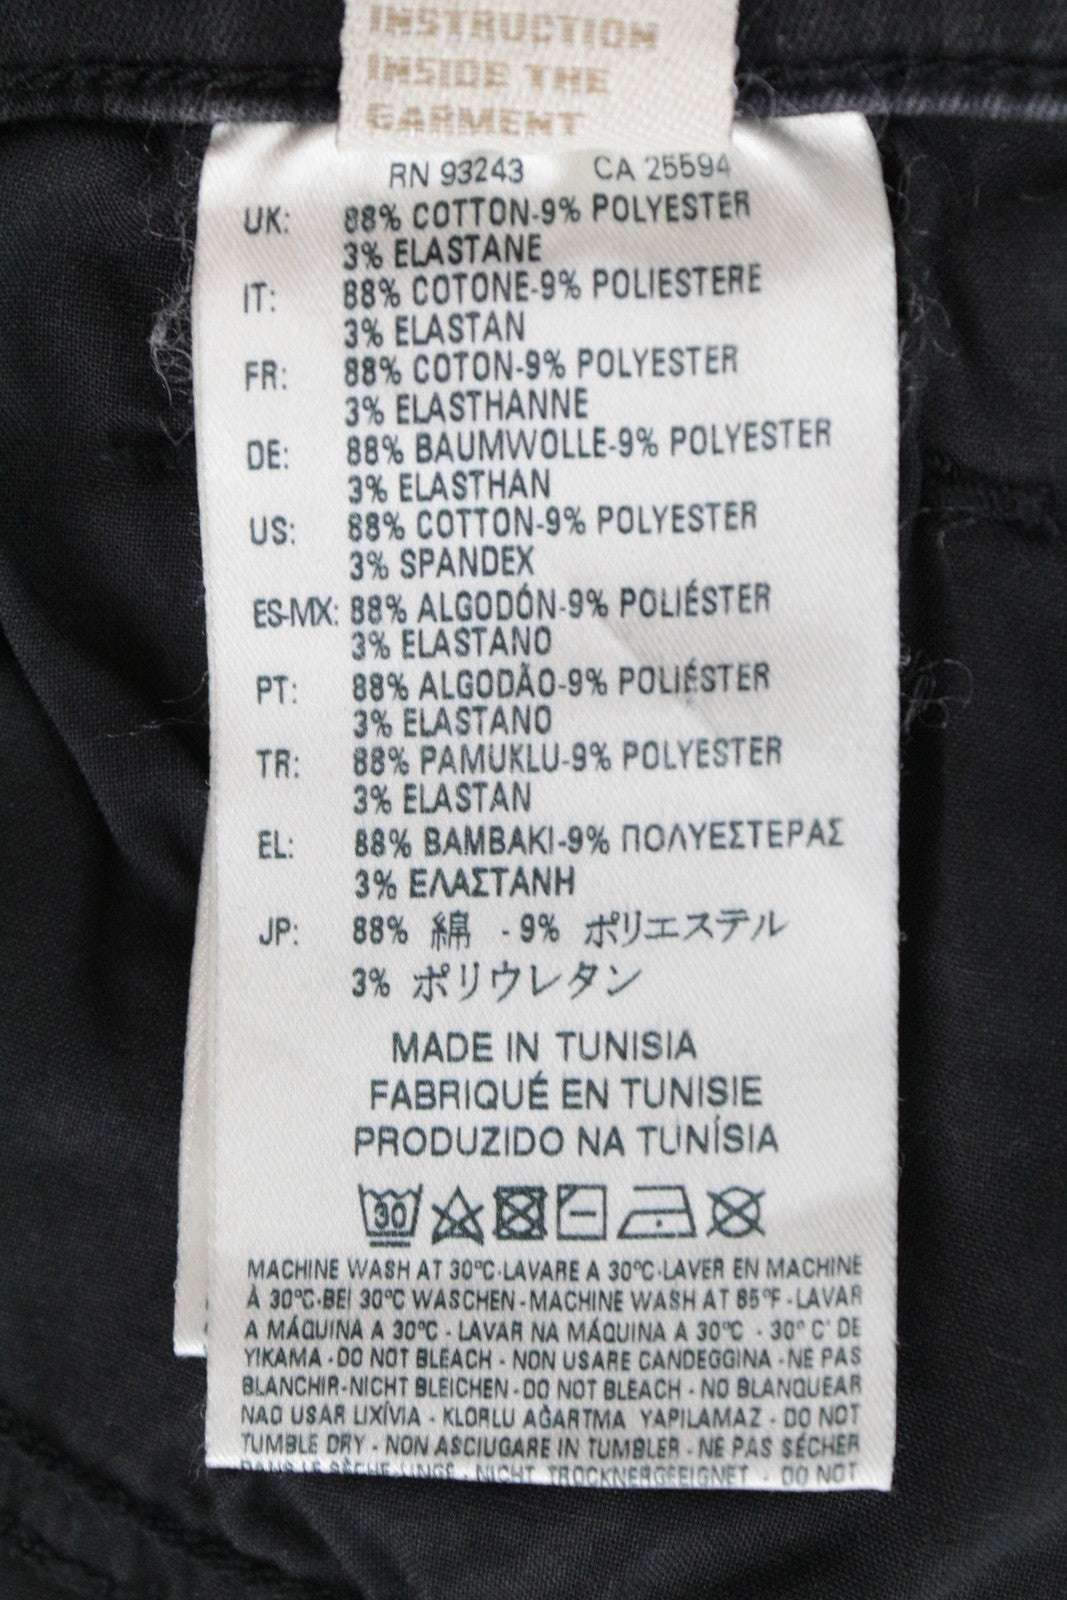 INSTRUCTION
INSIDE THE
GARMENT
RN 93243 CA 25594
UK: 88% COTTON-9% POLYESTER
3% ELASTANE
IT: 88% COTONE-9% POLIESTERE
3% ELASTAN
FR: 88% COTON-9% POLYESTER
3% ELASTHANNE
DE: 88% BAUMWOLLE-9% POLYESTER
3% ELASTHAN
US: 88% COTTON-9% POLYESTER
3% SPANDEX
ES-MX: 88% ALGODÓN-9% POLIÉSTER
3% ELASTANO
PT: 88% ALGODÃO-9% POLIÉSTER
3% ELASTANO
TR: 88% PAMUKLU-9% POLYESTER
3% ELASTAN
EL: 88% BAMBAKI-9% ΠΟΛΥΕΣΤΕΡΑΣ
3% ΕΛΑΣΤΑΝΗ
JP: 88% 綿 - 9% ポリエステル
3% ポリウレタン
MADE IN TUNISIA
FABRIQUÉ EN TUNISIE
PRODUZIDO NA TUNÍSIA
30
MACHINE WASH AT 30°C-LAVARE A 30°C-LAVER EN MACHINE
À 30°C-BEI 30°C WASCHEN-MACHINE WASH AT 85°F-LAVAR
A MÁQUINA A 30°C - LAVAR NA MÁQUINA A 30°C - 30° C' DE
YIKAMA-DO NOT BLEACH - NON USARE CANDEGGINA-NE PAS
BLANCHIR-NICHT BLEICHEN-DO NOT BLEACH - NO BLANQUEAR
NAO USAR LIXÍVIA - KLORLU AĞARTMA YAPILAMAZ - DO NOT
TUMBLE DRY - NON ASCIUGARE IN TUMBLER - NE PAS SÉCHER
DANS LE SÈCHE LINGE - NICHT TROCKNERGEEIGNET - DO NOT